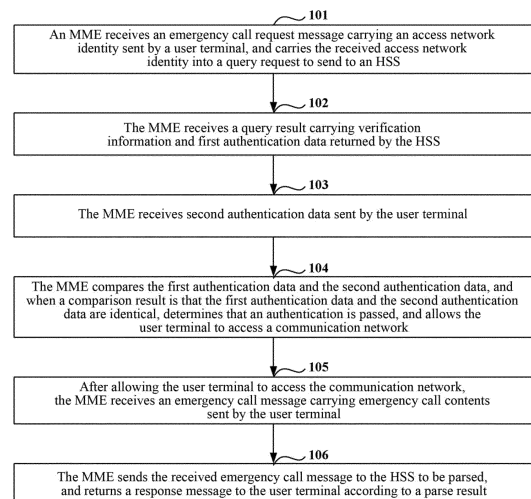 101
An MME receives an emergency call request message carrying an access network
identity sent by a user terminal, and carries the received access network
identity into a query request to send to an HSS
102
The MME receives a query result carrying verification
information and first authentication data returned by the HSS
103
The MME receives second authentication data sent by the user terminal
104
The MME compares the first authentication data and the second authentication data, and
when a comparison result is that the first authentication data and the second authentication
data are identical, determines that an authentication is passed, and allows the
user terminal to access a communication network
105
After allowing the user terminal to access the communication network,
the MME receives an emergency call message carrying emergency call contents
sent by the user terminal
106
The MME sends the received emergency call message to the HSS to be parsed,
and returns a response message to the user terminal according to a parse result